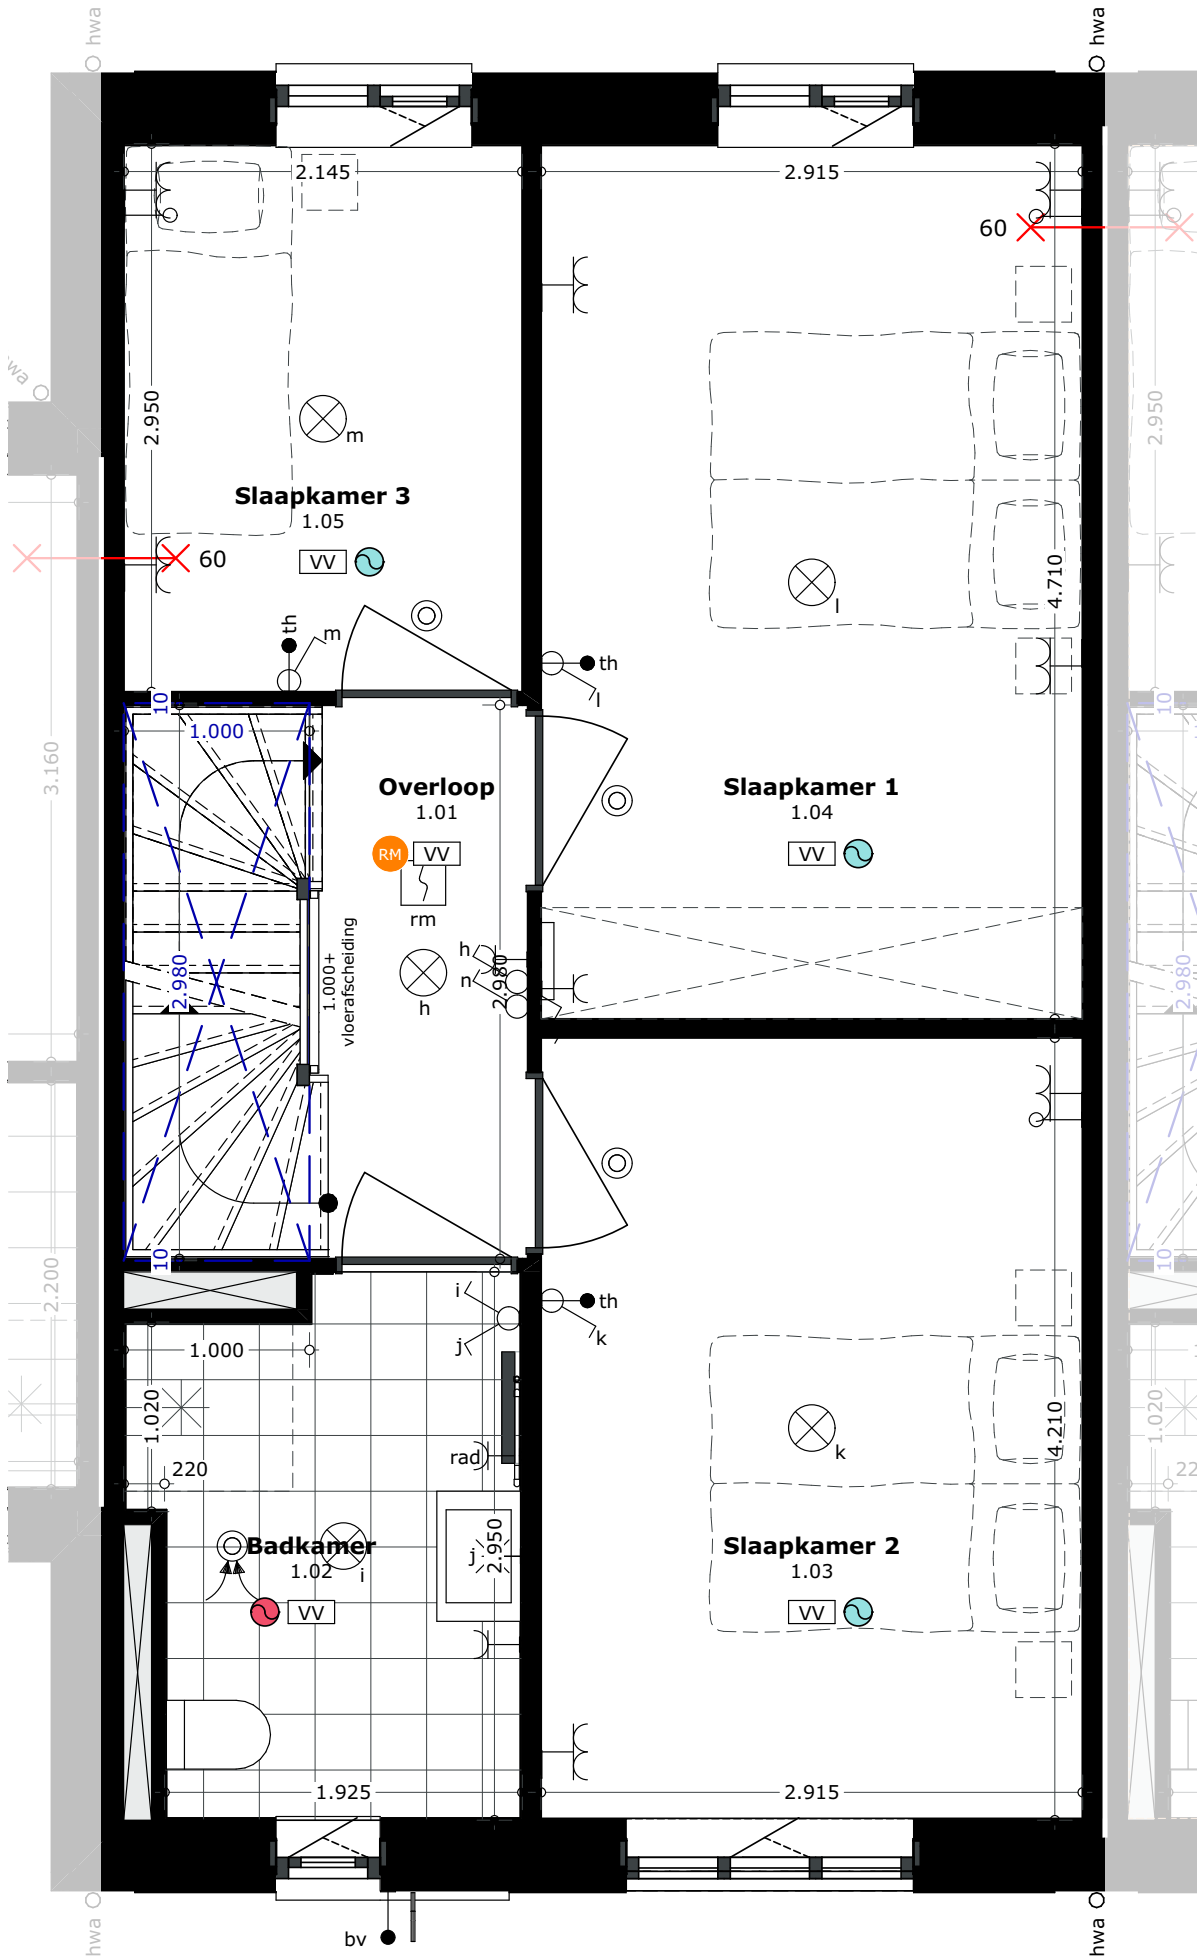 hwa
hwa
2.145
2.915
60
hwa
2.950
2.950
m
Slaapkamer 3
1.05
VV
60
4.710
l
th
m
th
l
10
10
1.000
3.160
Overloop
1.01
RM
VV
rm
Slaapkamer 1
1.04
VV
1.000+
vloerafscheiding
h
n
2.980
2.980
2.980
h
10
10
2.200
i
j
th
k
1.000
1.020
1.020
4.210
k
rad
220
22
Badkamer
1.02
i
VV
j
2.950
Slaapkamer 2
1.03
VV
1.925
2.915
hwa
bv
hwa